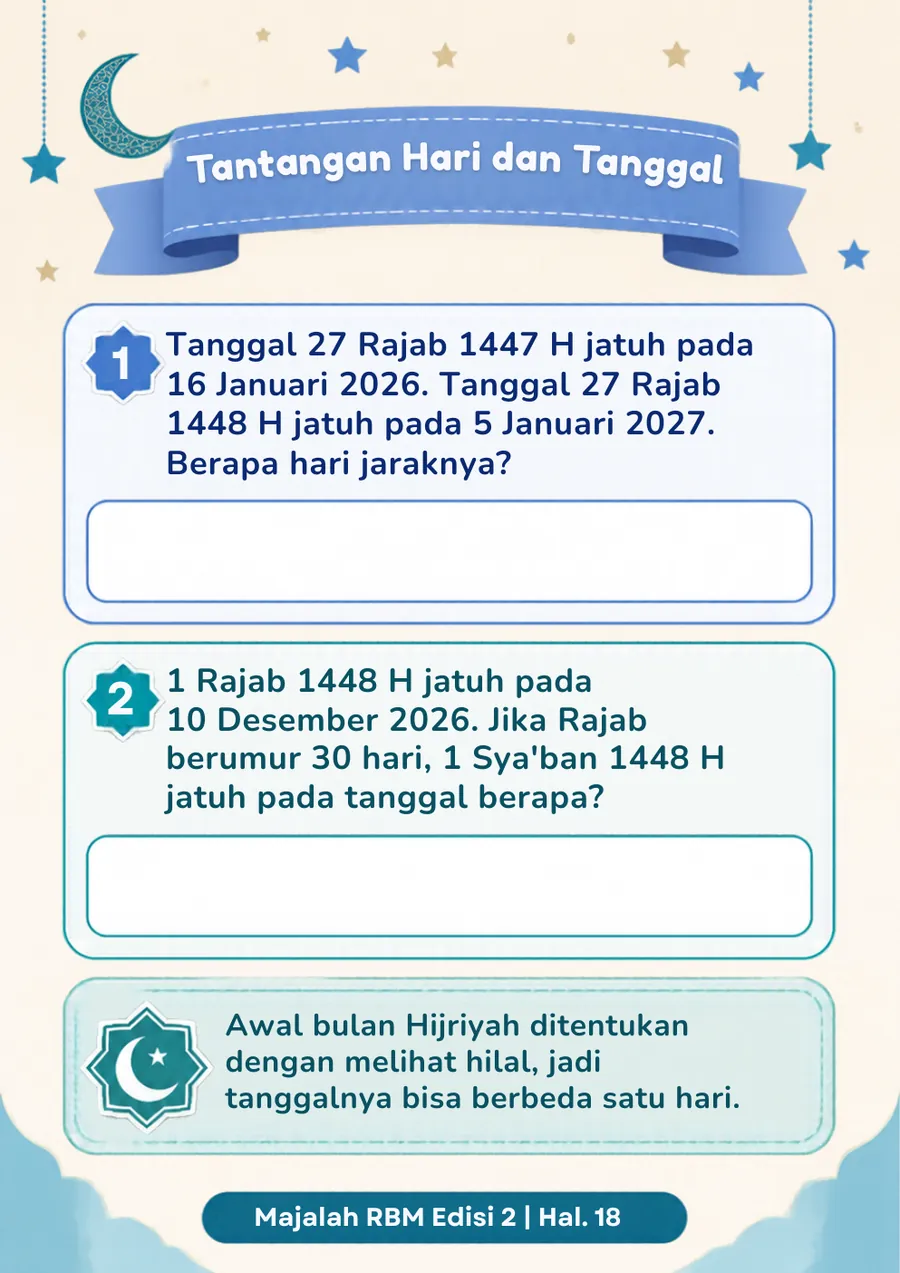 Tantangan Hari dan Tanggal
1
Tanggal 27 Rajab 1447 H jatuh pada
16 Januari 2026. Tanggal 27 Rajab
1448 H jatuh pada 5 Januari 2027.
Berapa hari jaraknya?
2
1 Rajab 1448 H jatuh pada
10 Desember 2026. Jika Rajab
berumur 30 hari, 1 Sya'ban 1448 H
jatuh pada tanggal berapa?
Awal bulan Hijriyah ditentukan
dengan melihat hilal, jadi
tanggalnya bisa berbeda satu hari.
Majalah RBM Edisi 2 | Hal. 18